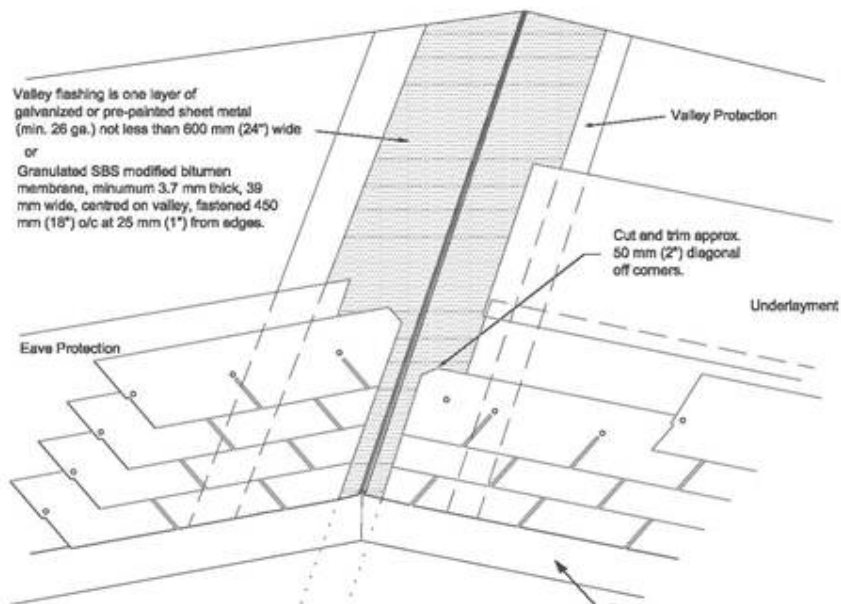 Valley flashing is one layer of
galvanized or pre-painted sheet metal
(min. 26 ga.) not less than 600 mm (24") wide
or
Granulated SBS modified bitumen
membrane, minumum 3.7 mm thick, 39
mm wide, centred on valley, fastened 450
mm (18") o/c at 25 mm (1") from edges.
Valley Protection
Cut and trim approx.
50 mm (2") diagonal
off corners.
Underlayment
Eave Protection